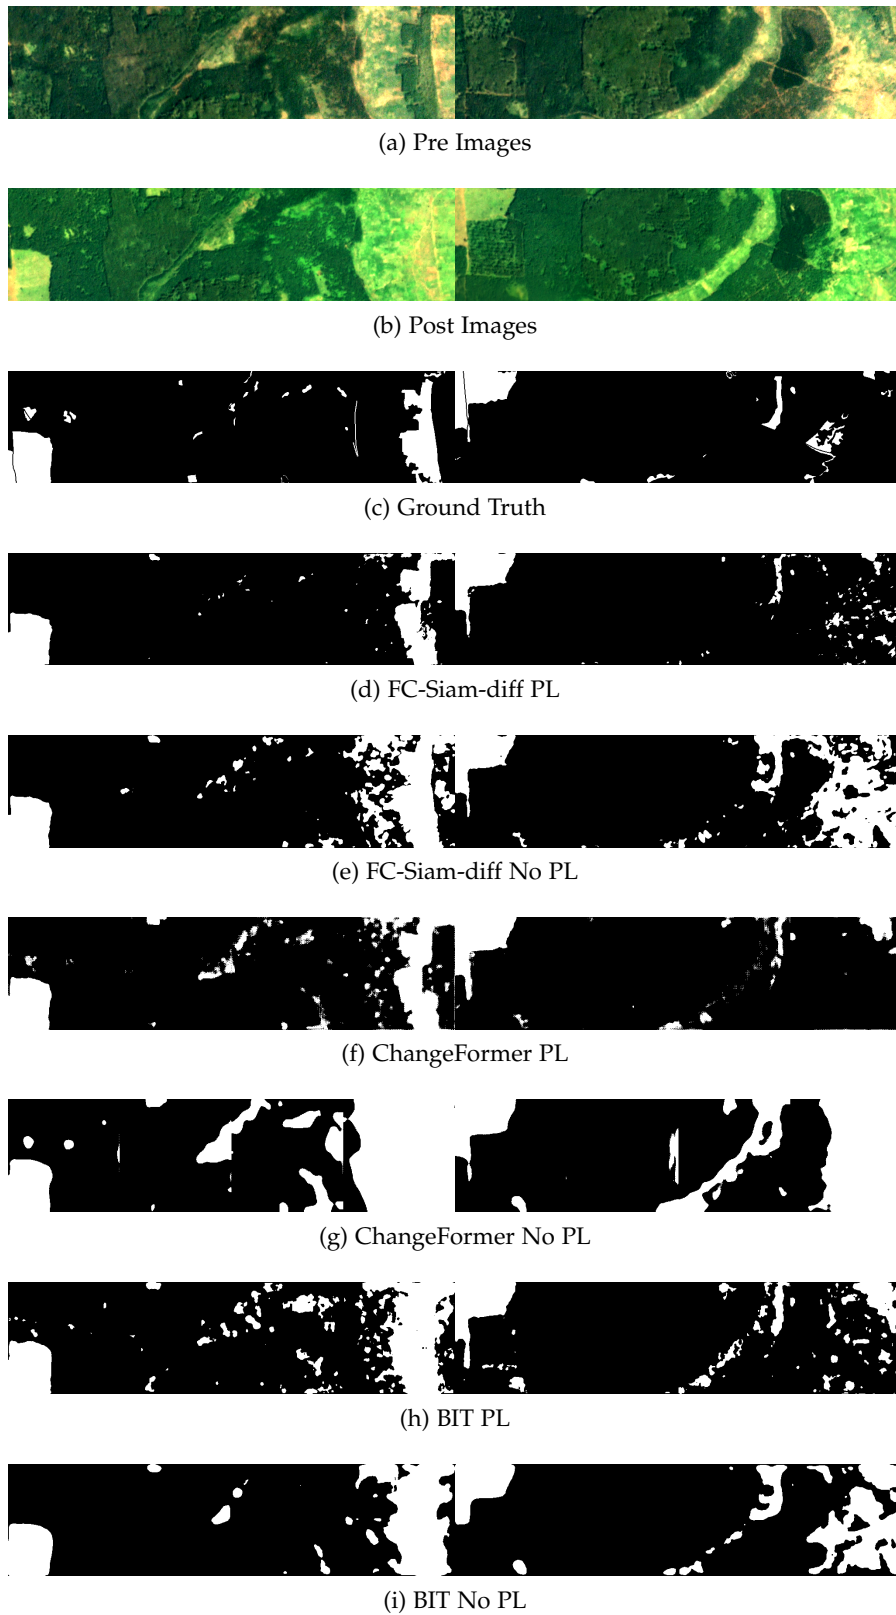 (a) Pre Images
(b) Post Images
(c) Ground Truth
(d) FC-Siam-diff PL
(e) FC-Siam-diff No PL
(f) ChangeFormer PL
(g) ChangeFormer No PL
(h) BIT PL
(i) BIT No PL